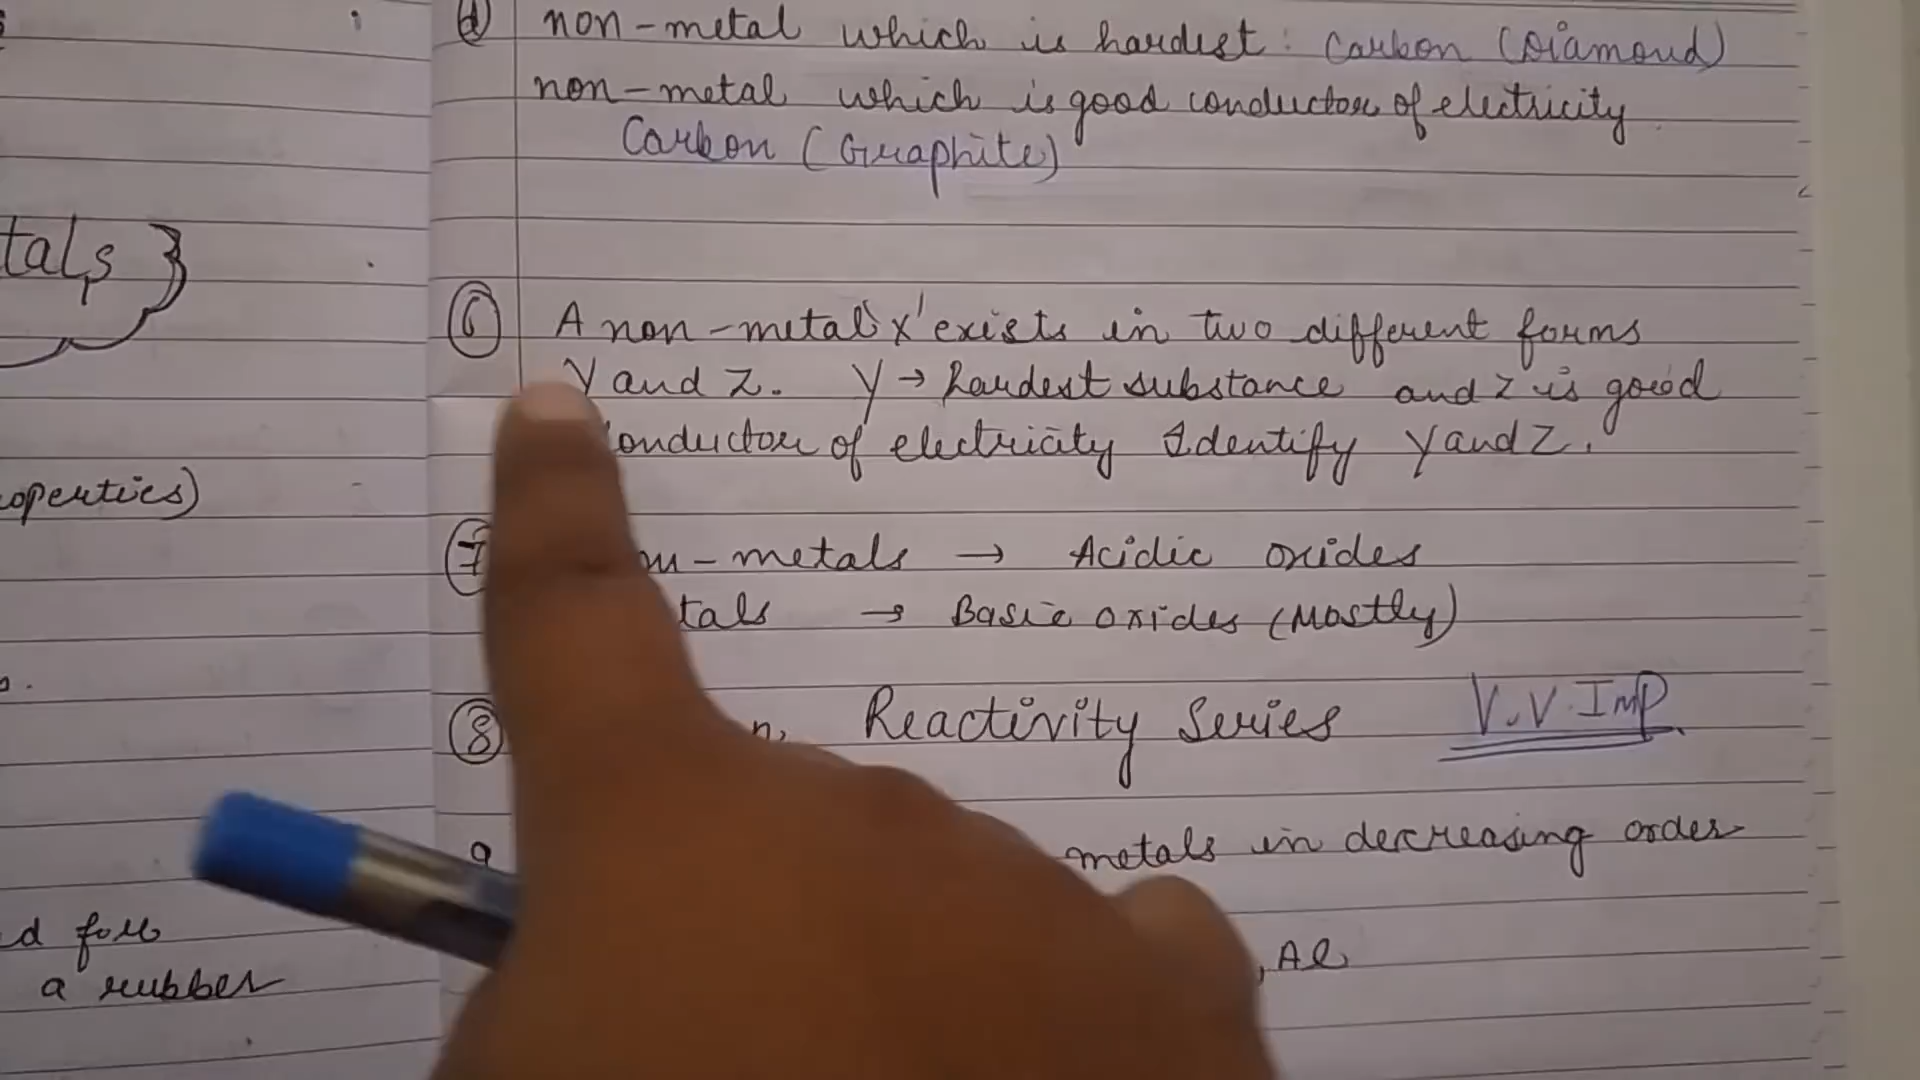 tals }
operties)
d for
a rubber
d) non-metal which is hardest: Carbon (Diamond)
non-metal which is good conductor of electricity.
Carbon (Graphite)
6 A non-metal 'X' exists in two different forms
Y and Z. Y → hardest substance and Z is good
conductor of electricity Identify Y and Z.
7 - metals → Acidic oxides
tals → Basic oxides (Mostly)
8 Reactivity Series V.V.Imp.
metals in decreasing order
, Al